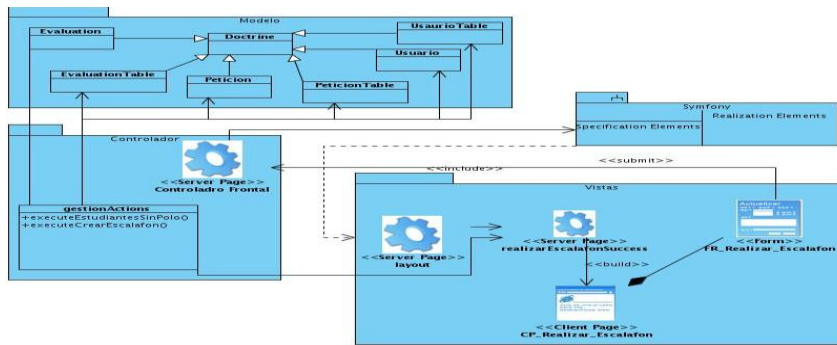 Modelo
Evaluation
Doctrine
UsaurioTable
Usuario
EvaluationTable
Peticion
PeticionTable
Symfony
Specification Elements
Realization Elements
Controlador
<<Server Page>>
Controladro Frontal
<<include>>
<<submit>>
gestionActions
+executeEstudiantesSinPolo()
+executeCrearEscalafon()
Vistas
<<Server Page>>
layout
<<Server Page>>
realizarEscalafonSuccess
<<Form>>
FR_Realizar_Escalafon
<<build>>
<<Client Page>>
CP_Realizar_Escalafon
Actualizar